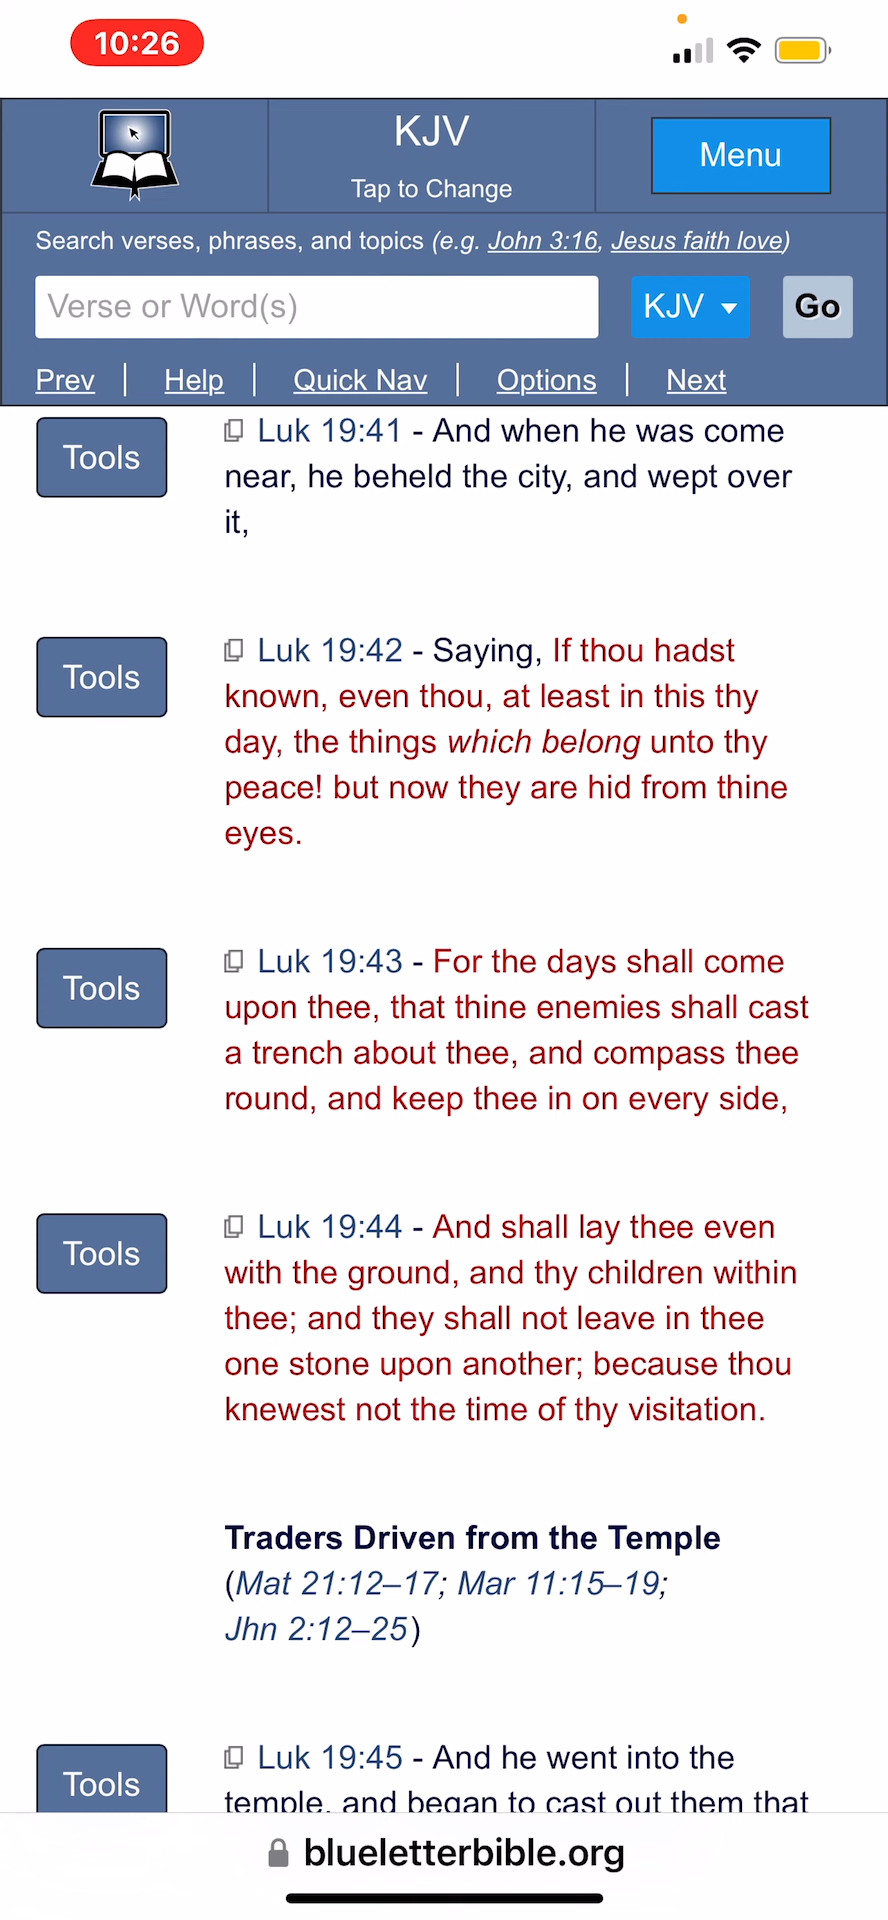 10:26
KJV
Tap to Change
Menu
Search verses, phrases, and topics (e.g. John 3:16, Jesus faith love)
Verse or Word(s)
KJV
Go
Prev | Help | Quick Nav | Options | Next
Tools
Luk 19:41 - And when he was come
near, he beheld the city, and wept over
it,
Tools
Luk 19:42 - Saying, If thou hadst
known, even thou, at least in this thy
day, the things which belong unto thy
peace! but now they are hid from thine
eyes.
Tools
Luk 19:43 - For the days shall come
upon thee, that thine enemies shall cast
a trench about thee, and compass thee
round, and keep thee in on every side,
Tools
Luk 19:44 - And shall lay thee even
with the ground, and thy children within
thee; and they shall not leave in thee
one stone upon another; because thou
knewest not the time of thy visitation.
Traders Driven from the Temple
(Mat 21:12–17; Mar 11:15–19;
Jhn 2:12–25)
Tools
Luk 19:45 - And he went into the
temple, and began to cast out them that
blueletterbible.org